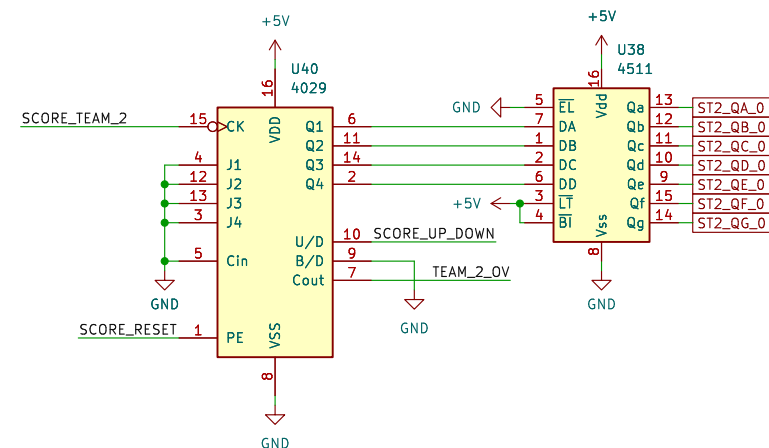 +5V
U40
4029
16
VDD
SCORE_TEAM_2
15
CK
4
J1
12
J2
13
J3
3
J4
5
Cin
GND
SCORE_RESET
1
PE
VSS
8
GND
Q1
6
Q2
11
Q3
14
Q4
2
U/D
10
SCORE_UP_DOWN
B/D
9
Cout
7
TEAM_2_OV
GND
+5V
U38
4511
16
Vdd
GND
5
EL
7
DA
1
DB
2
DC
6
DD
+5V
3
LT
4
BI
Vss
8
GND
Qa
13
ST2_QA_0
Qb
12
ST2_QB_0
Qc
11
ST2_QC_0
Qd
10
ST2_QD_0
Qe
9
ST2_QE_0
Qf
15
ST2_QF_0
Qg
14
ST2_QG_0